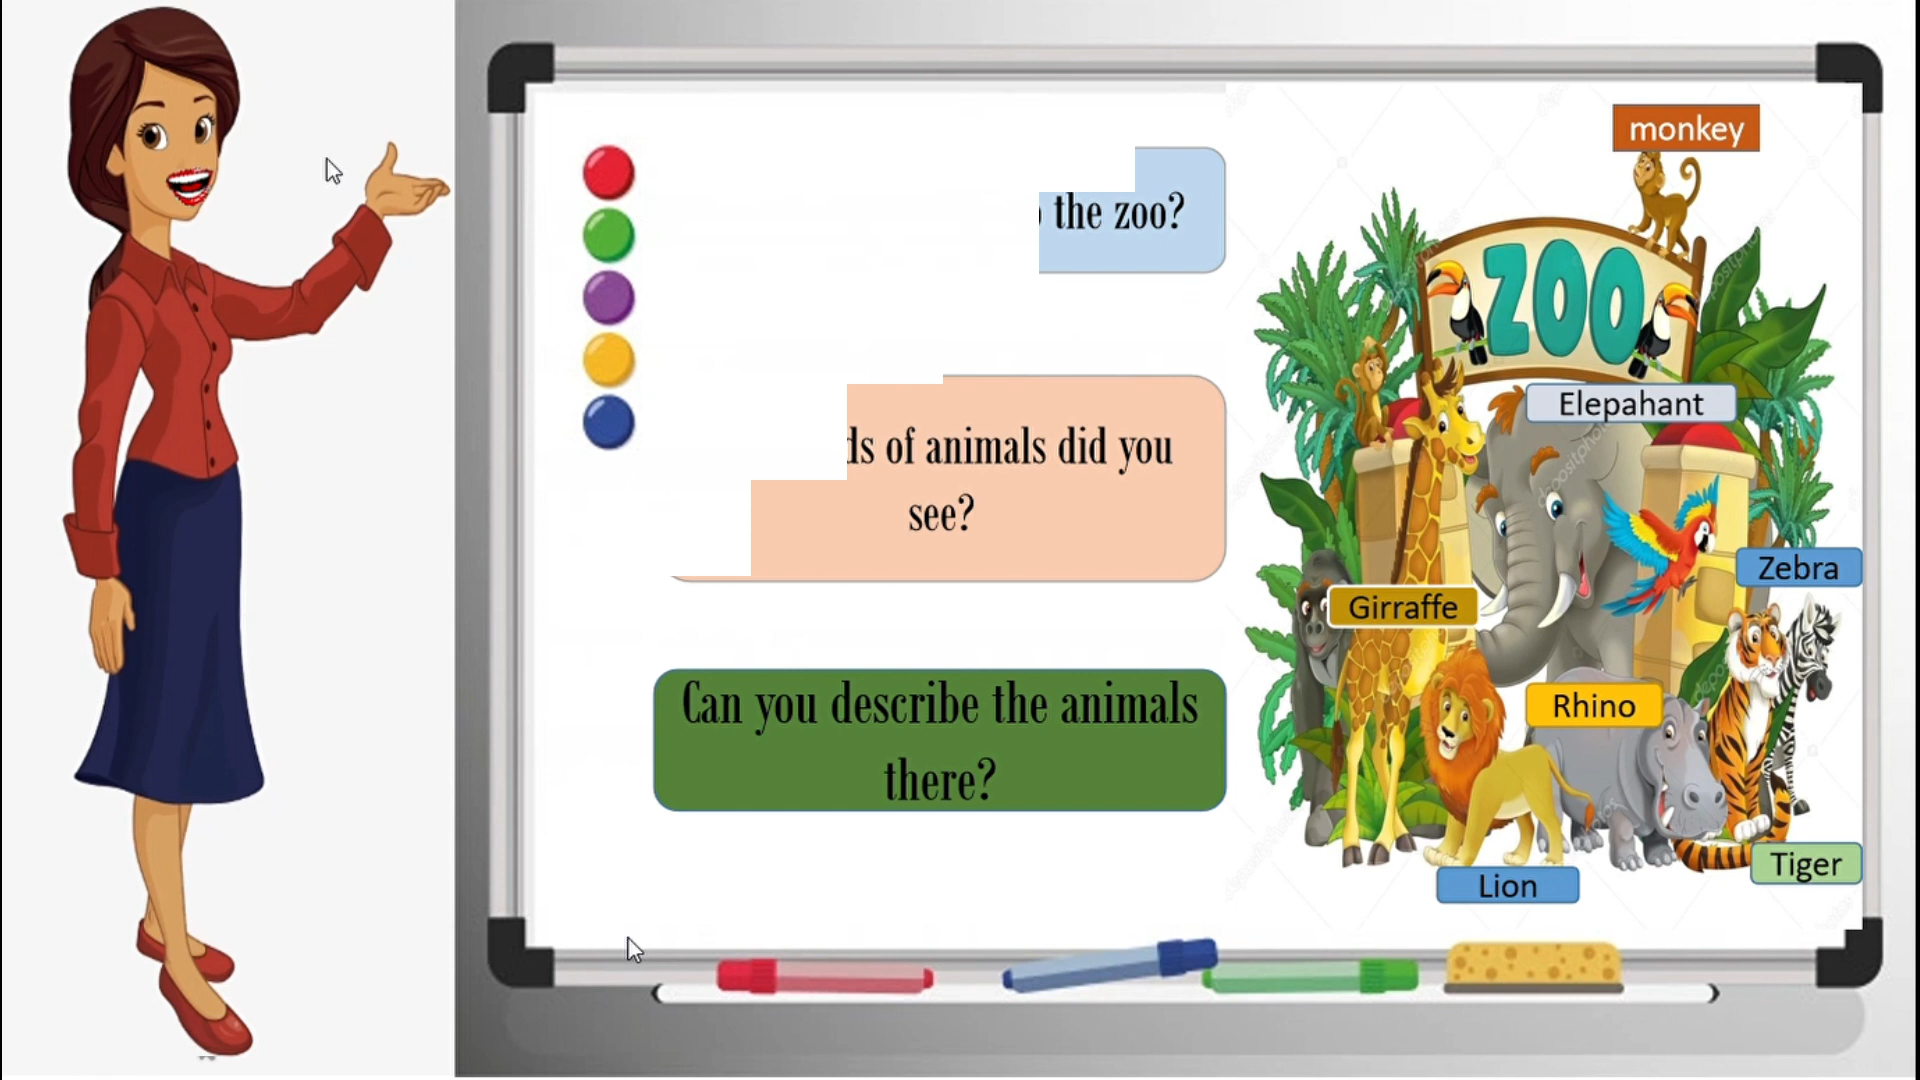 the zoo?
of animals did you
see?
Can you describe the animals
there?
monkey
ZOO
Elepahant
Zebra
Girraffe
Rhino
Tiger
Lion